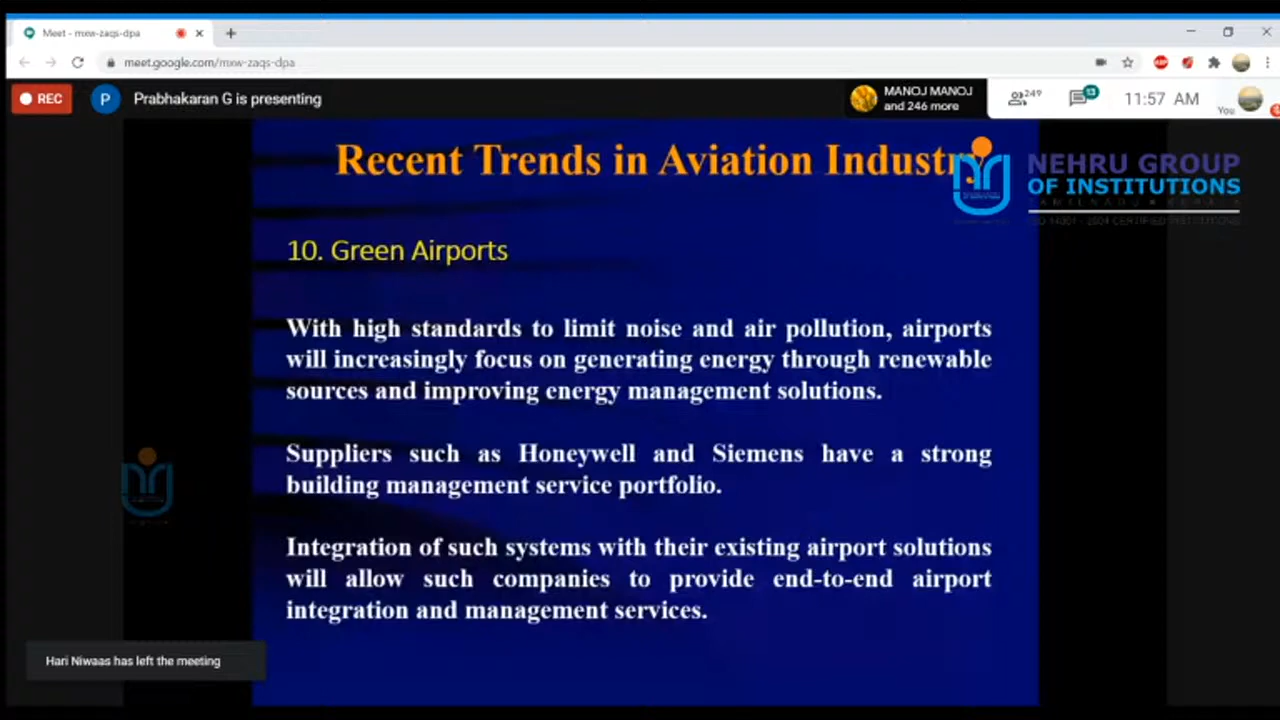 Meet - mxw-zaqs-dpa
meet.google.com/mxw-zaqs-dpa
REC
P
Prabhakaran G is presenting
MANOJ MANOJ
and 246 more
249
13
11:57 AM
You
Recent Trends in Aviation Industry
NEHRU GROUP
OF INSTITUTIONS
10. Green Airports
With high standards to limit noise and air pollution, airports
will increasingly focus on generating energy through renewable
sources and improving energy management solutions.
Suppliers such as Honeywell and Siemens have a strong
building management service portfolio.
Integration of such systems with their existing airport solutions
will allow such companies to provide end-to-end airport
integration and management services.
Hari Niwaas has left the meeting